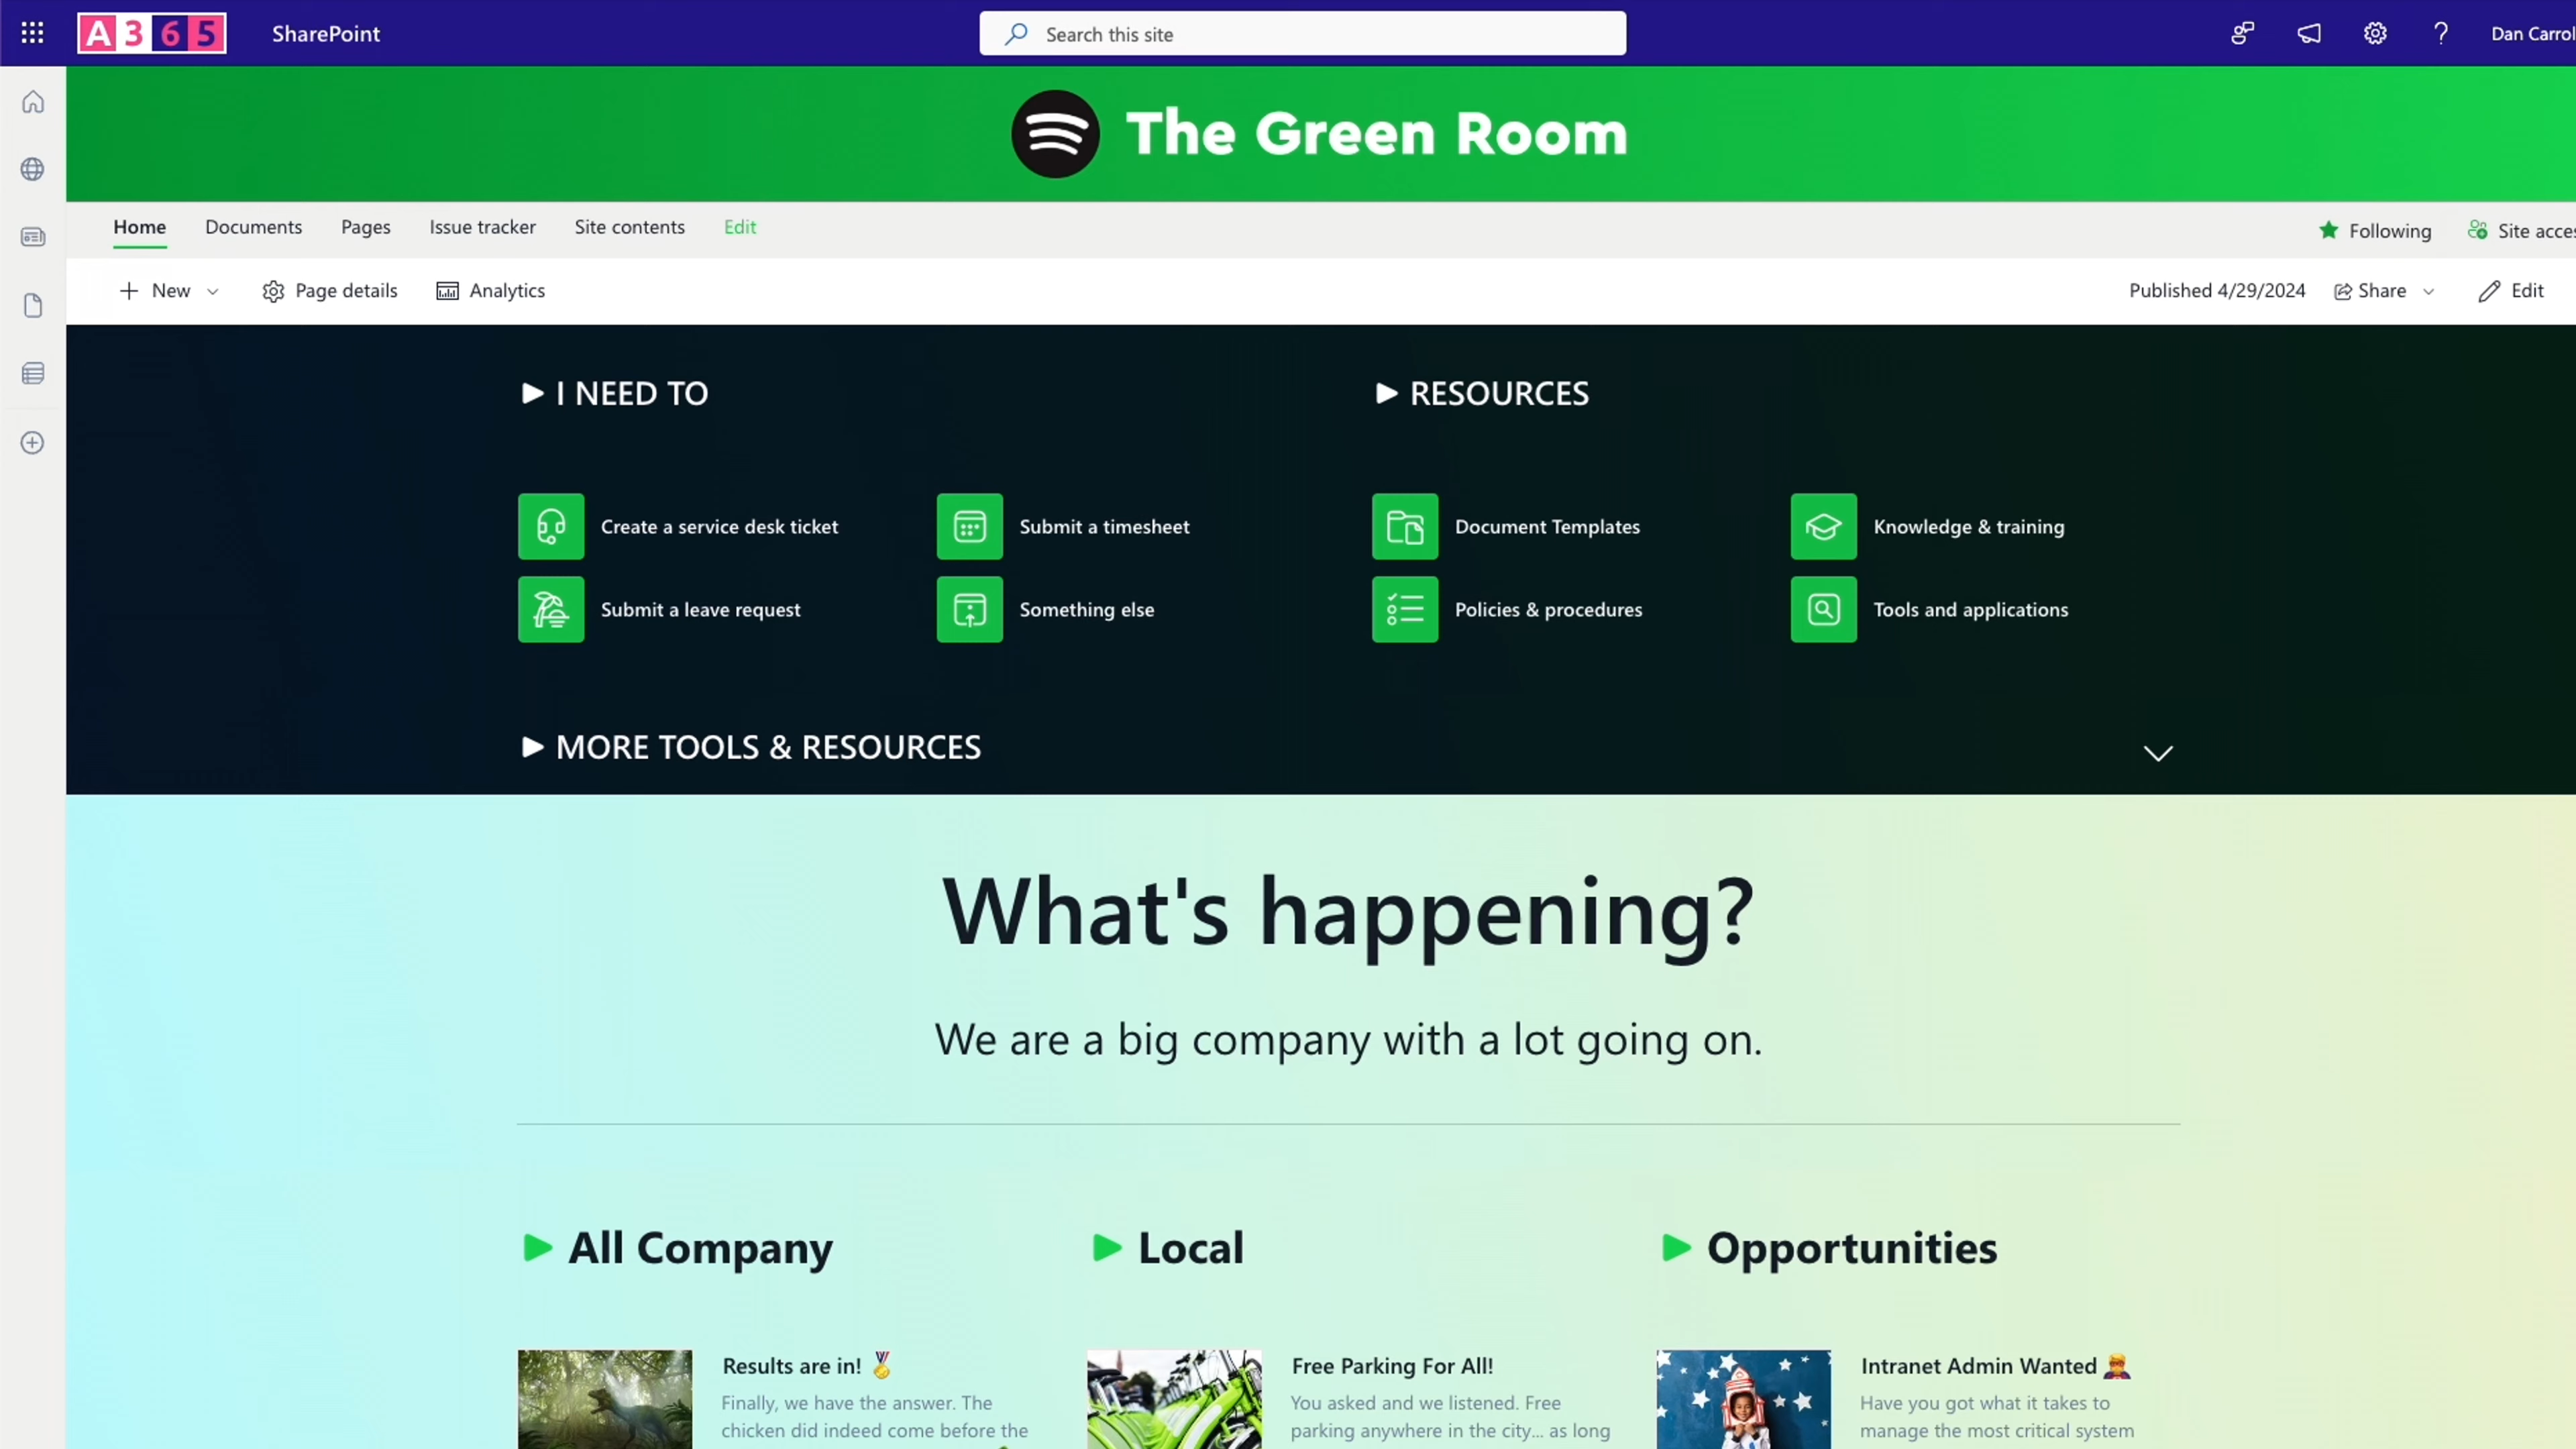 A365
SharePoint
Search this site
Dan Carrol
The Green Room
Home
Documents
Pages
Issue tracker
Site contents
Edit
Following
Site acces
New
Page details
Analytics
Published 4/29/2024
Share
Edit
I NEED TO
RESOURCES
Create a service desk ticket
Submit a timesheet
Document Templates
Knowledge & training
Submit a leave request
Something else
Policies & procedures
Tools and applications
MORE TOOLS & RESOURCES
What's happening?
We are a big company with a lot going on.
All Company
Local
Opportunities
Results are in! 🏅
Finally, we have the answer. The
chicken did indeed come before the
Free Parking For All!
You asked and we listened. Free
parking anywhere in the city... as long
Intranet Admin Wanted
Have you got what it takes to
manage the most critical system